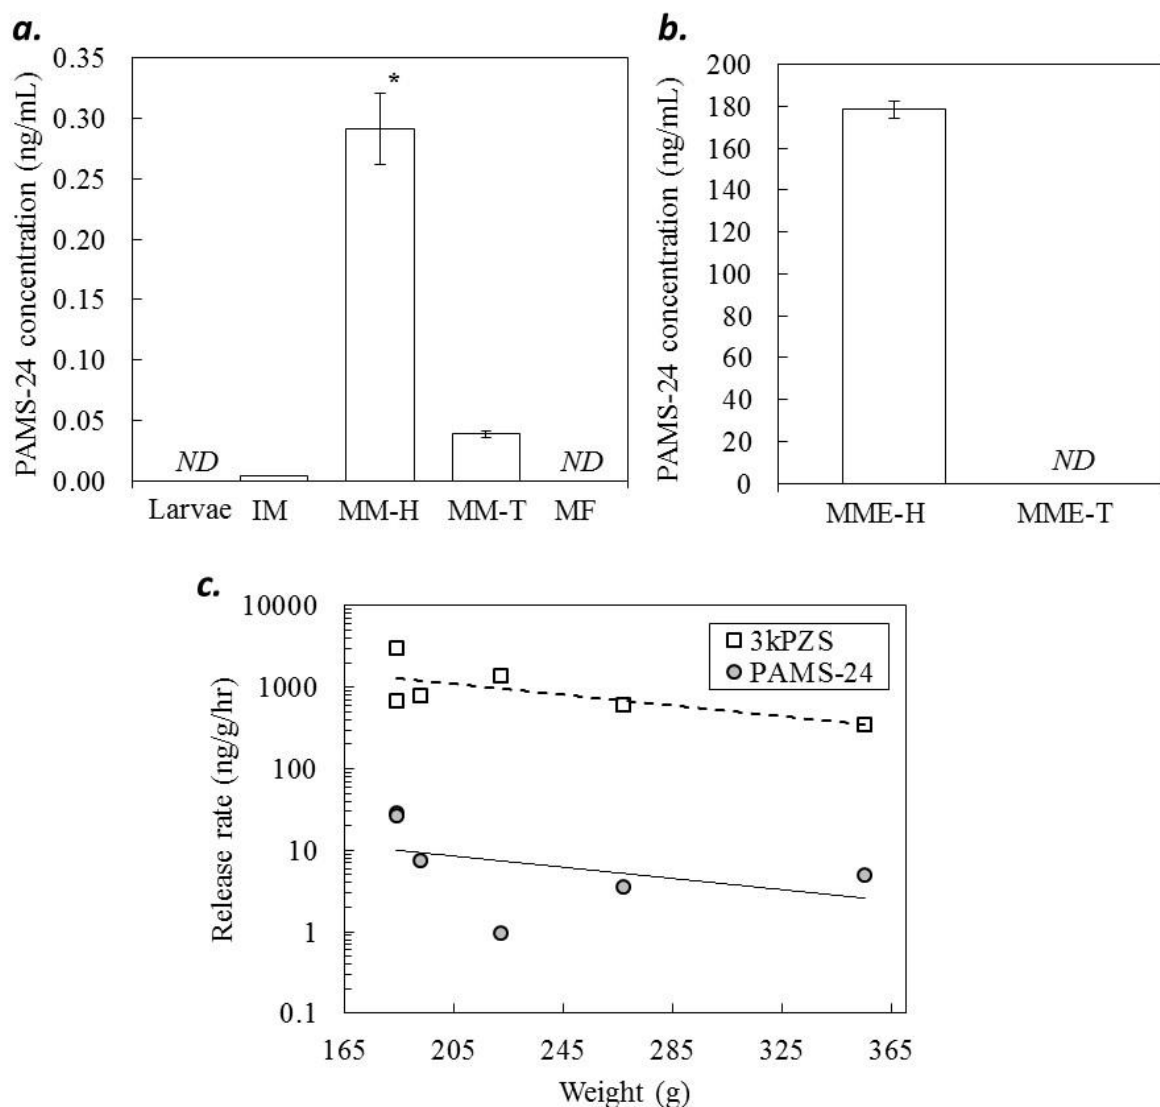 a.
PAMS-24 concentration (ng/mL)
0.35
0.30
0.25
0.20
0.15
0.10
0.05
0.00
*
ND
ND
Larvae IM MM-H MM-T MF
b.
PAMS-24 concentration (ng/mL)
200
180
160
140
120
100
80
60
40
20
0
ND
MME-H MME-T
c.
Release rate (ng/g/hr)
10000
1000
100
10
1
0.1
3kPZS
PAMS-24
165 205 245 285 325 365
Weight (g)